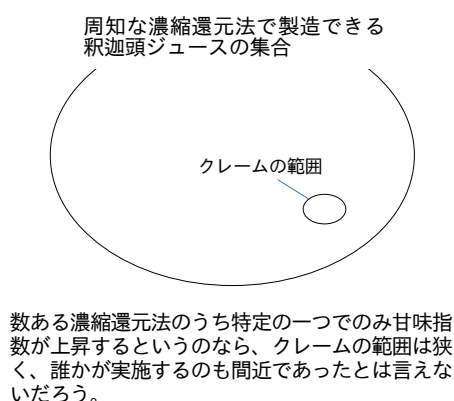 周知な濃縮還元法で製造できる
釈迦頭ジュースの集合
クレームの範囲
数ある濃縮還元法のうち特定の一つでのみ甘味指
数が上昇するというのなら、クレームの範囲は狭
く、誰かが実施するのも間近であったとは言えな
いだろう。